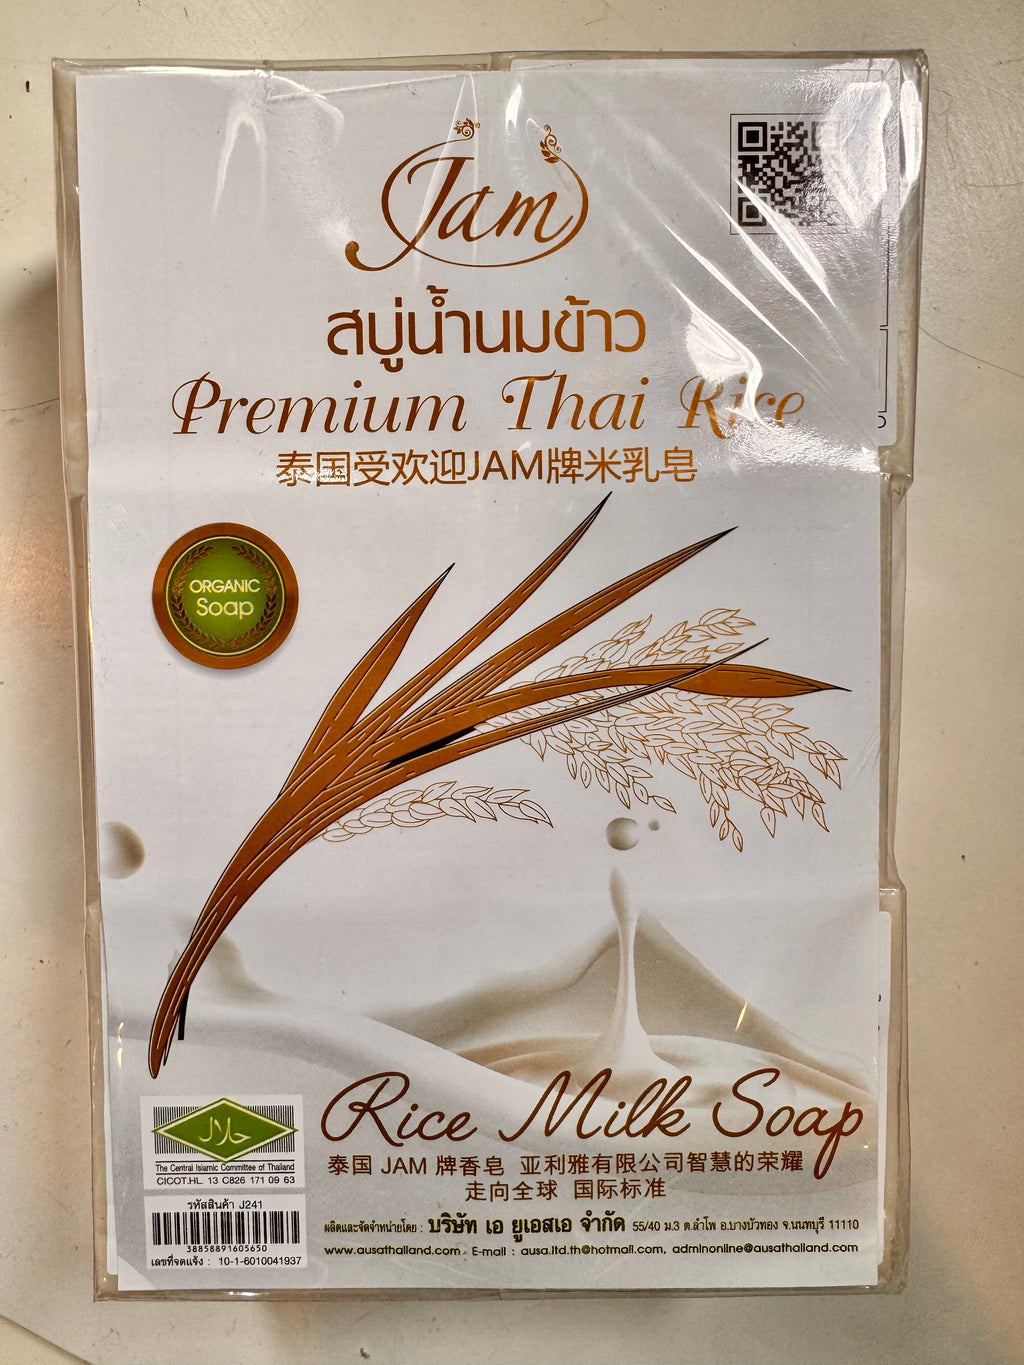 Jam
สบู่น้ำนมข้าว
Premium Thai Rice
泰国受欢迎JAM牌米乳皂
ORGANIC
Soap
Rice Milk Soap
حلال
The Central Islamic Committee of Thailand
CICOT.HL. 13 C826 171 09 63
泰国 JAM 牌香皂 亚利雅有限公司智慧的荣耀
走向全球 国际标准
รหัสสินค้า J241
38858891605650
เลขที่จดแจ้ง : 10-1-6010041937
ผลิตและจัดจำหน่ายโดย : บริษัท เอ ยูเอสเอ จำกัด 55/40 ม.3 ต.ลำโพ อ.บางบัวทอง จ.นนทบุรี 11110
www.ausathailand.com E-mail : ausa.ltd.th@hotmail.com, adminonline@ausathailand.com